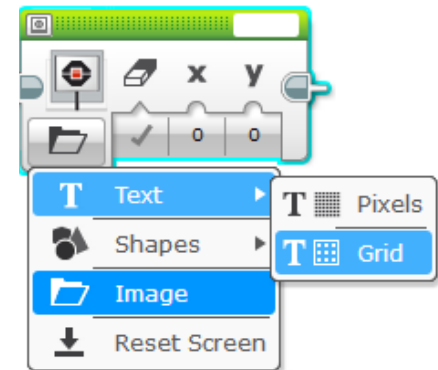 x y
0 0
T Text
T Pixels
Shapes
T Grid
Image
Reset Screen